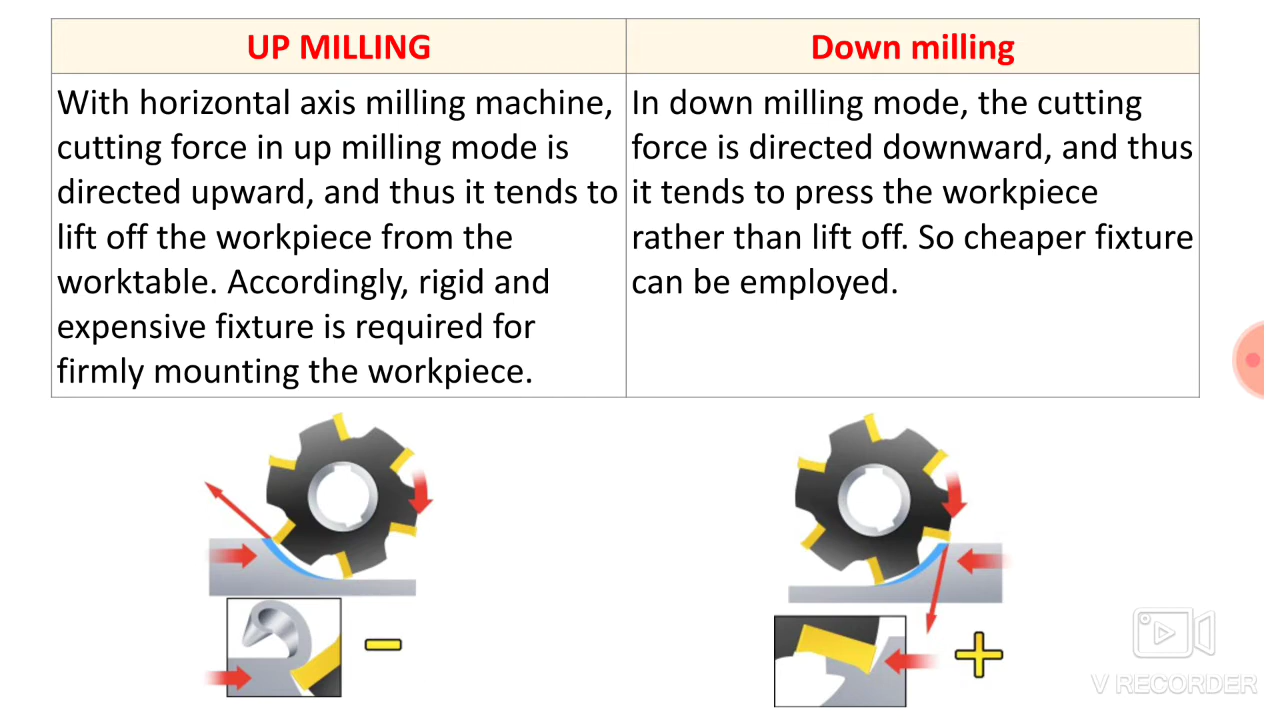 UP MILLING
Down milling
With horizontal axis milling machine,
cutting force in up milling mode is
directed upward, and thus it tends to
lift off the workpiece from the
worktable. Accordingly, rigid and
expensive fixture is required for
firmly mounting the workpiece.
In down milling mode, the cutting
force is directed downward, and thus
it tends to press the workpiece
rather than lift off. So cheaper fixture
can be employed.
V RECORDER